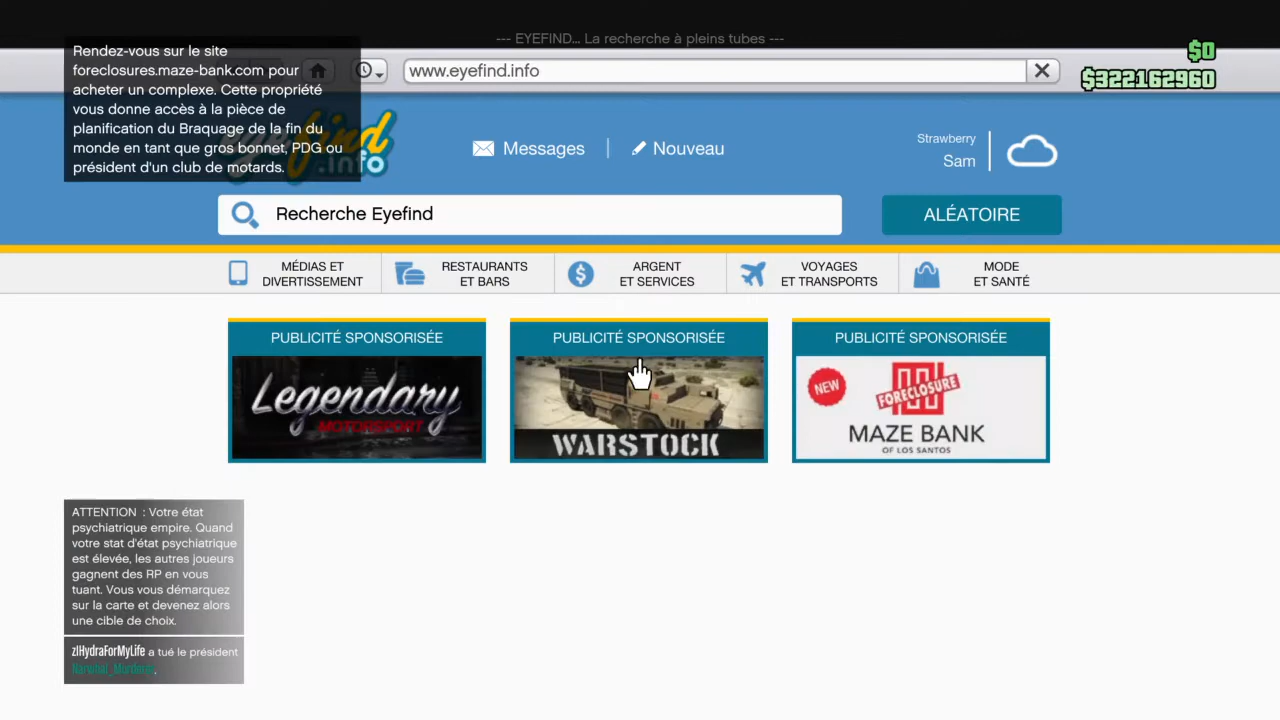 --- EYEFIND... La recherche à pleins tubes ---
Rendez-vous sur le site
foreclosures.maze-bank.com pour
acheter un complexe. Cette propriété
vous donne accès à la pièce de
planification du Braquage de la fin du
monde en tant que gros bonnet, PDG ou
président d'un club de motards.
www.eyefind.info
$0
$322162960
eyefind
.info
Messages
Nouveau
Strawberry
Sam
Recherche Eyefind
ALÉATOIRE
MÉDIAS ET
DIVERTISSEMENT
RESTAURANTS
ET BARS
ARGENT
ET SERVICES
VOYAGES
ET TRANSPORTS
MODE
ET SANTÉ
PUBLICITÉ SPONSORISÉE
Legendary
MOTORSPORT
PUBLICITÉ SPONSORISÉE
WARSTOCK
PUBLICITÉ SPONSORISÉE
NEW
FORECLOSURE
MAZE BANK
OF LOS SANTOS
ATTENTION : Votre état
psychiatrique empire. Quand
votre stat d'état psychiatrique
est élevée, les autres joueurs
gagnent des RP en vous
tuant. Vous vous démarquez
sur la carte et devenez alors
une cible de choix.
zlHydraForMyLife a tué le président